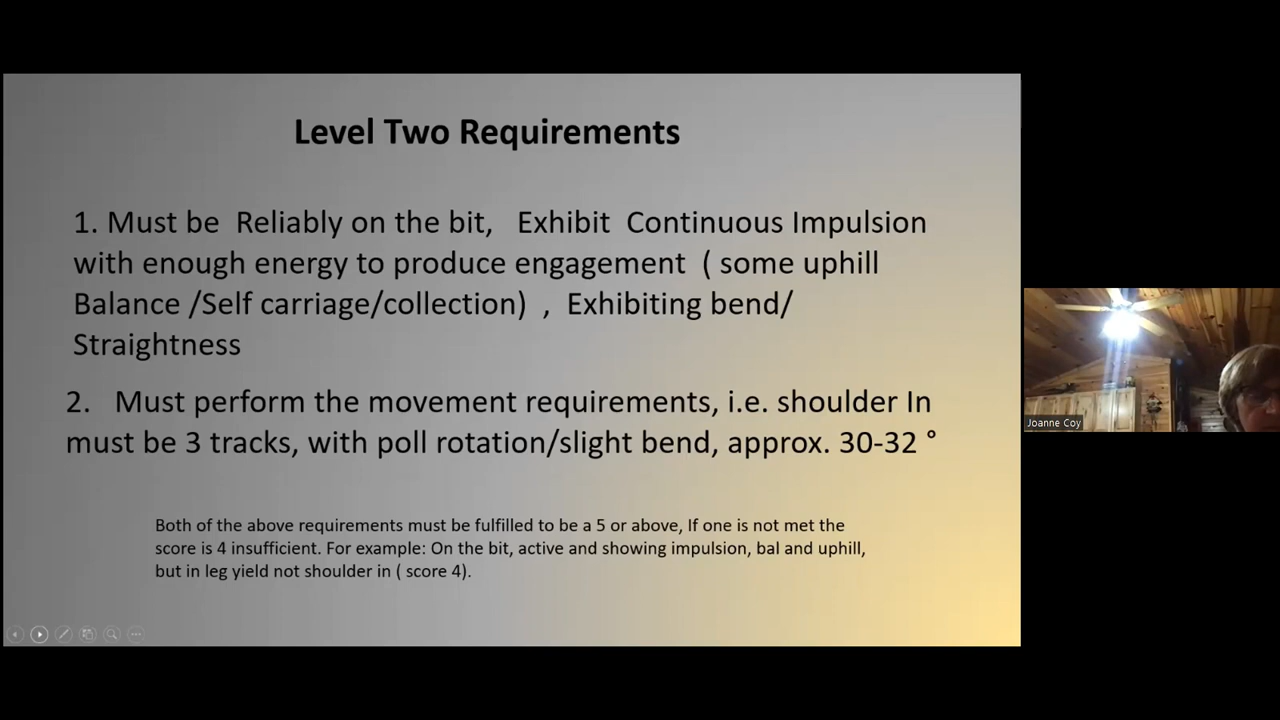 Level Two Requirements
1. Must be Reliably on the bit, Exhibit Continuous Impulsion
with enough energy to produce engagement ( some uphill
Balance /Self carriage/collection) , Exhibiting bend/
Straightness
2. Must perform the movement requirements, i.e. shoulder In
must be 3 tracks, with poll rotation/slight bend, approx. 30-32 °
Both of the above requirements must be fulfilled to be a 5 or above, If one is not met the
score is 4 insufficient. For example: On the bit, active and showing impulsion, bal and uphill,
but in leg yield not shoulder in ( score 4).
Joanne Coy